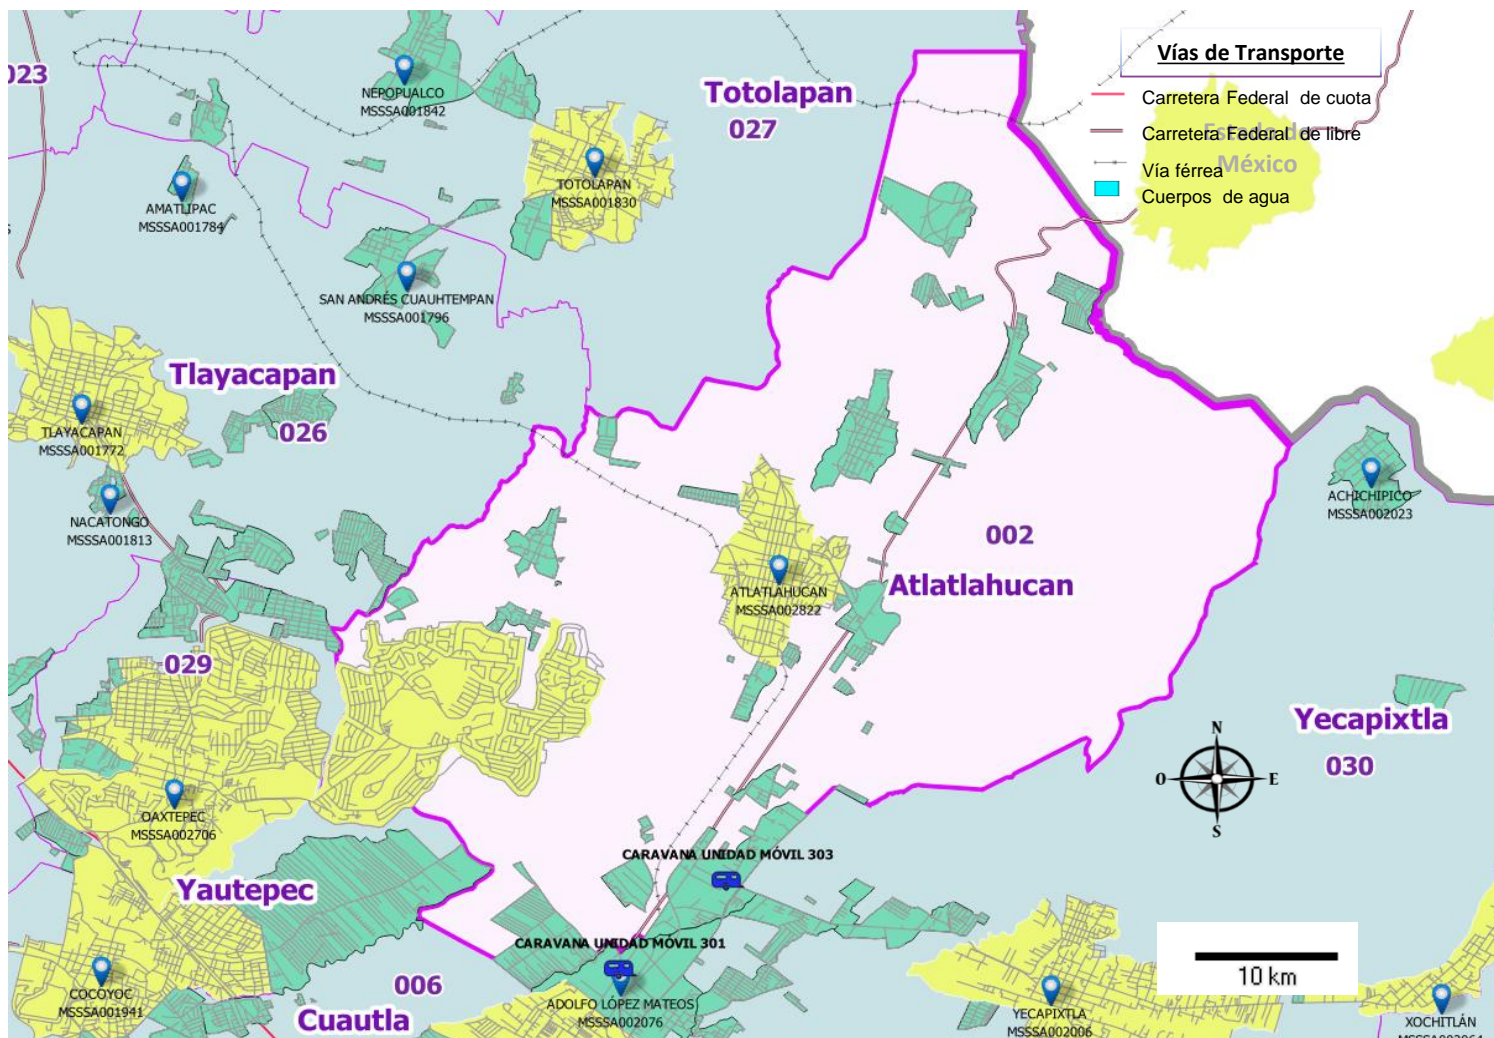 Vías de Transporte
Carretera Federal de cuota
Carretera Federal de libre
Vía férrea
Cuerpos de agua
Estado de
México
023
NEPOPUALCO
MSSSA001842
Totolapan
027
TOTOLAPAN
MSSSA001830
AMATLIPAC
MSSSA001784
s
SAN ANDRÉS CUAUHTEMPAN
MSSSA001796
Tlayacapan
026
TLAYACAPAN
MSSSA001772
NACATONGO
MSSSA001813
ACHICHIPICO
MSSSA002023
002
Atlatlahucan
ATLATLAHUCAN
MSSSA002822
029
Yecapixtla
030
N
O
E
S
OAXTEPEC
MSSSA002706
CARAVANA UNIDAD MÓVIL 303
Yautepec
CARAVANA UNIDAD MÓVIL 301
10 km
COCOYOC
MSSSA001941
006
Cuautla
ADOLFO LÓPEZ MATEOS
MSSSA002076
YECAPIXTLA
MSSSA002006
XOCHITLÁN